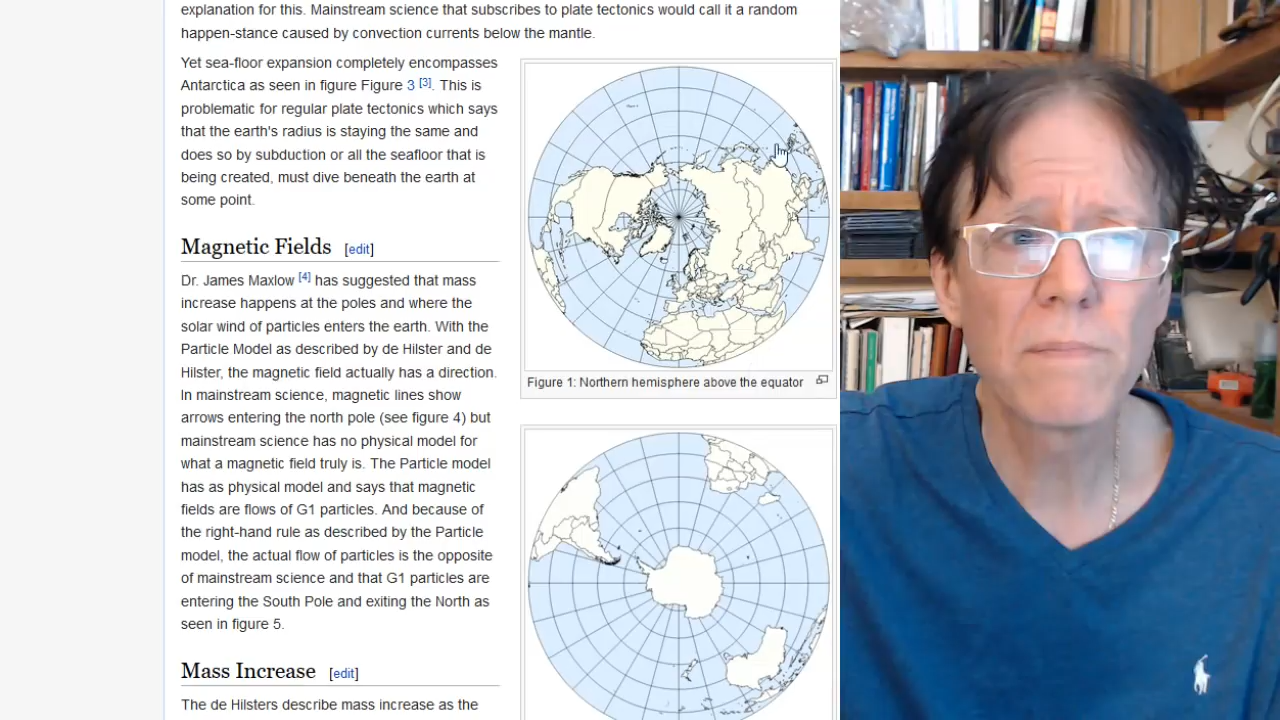 explanation for this. Mainstream science that subscribes to plate tectonics would call it a random
happen-stance caused by convection currents below the mantle.
Yet sea-floor expansion completely encompasses
Antarctica as seen in figure Figure 3 [3]. This is
problematic for regular plate tectonics which says
that the earth's radius is staying the same and
does so by subduction or all the seafloor that is
being created, must dive beneath the earth at
some point.
Magnetic Fields [edit]
Dr. James Maxlow [4] has suggested that mass
increase happens at the poles and where the
solar wind of particles enters the earth. With the
Particle Model as described by de Hilster and de
Hilster, the magnetic field actually has a direction.
In mainstream science, magnetic lines show
arrows entering the north pole (see figure 4) but
mainstream science has no physical model for
what a magnetic field truly is. The Particle model
has as physical model and says that magnetic
fields are flows of G1 particles. And because of
the right-hand rule as described by the Particle
model, the actual flow of particles is the opposite
of mainstream science and that G1 particles are
entering the South Pole and exiting the North as
seen in figure 5.
Mass Increase [edit]
The de Hilsters describe mass increase as the
Figure 1: Northern hemisphere above the equator